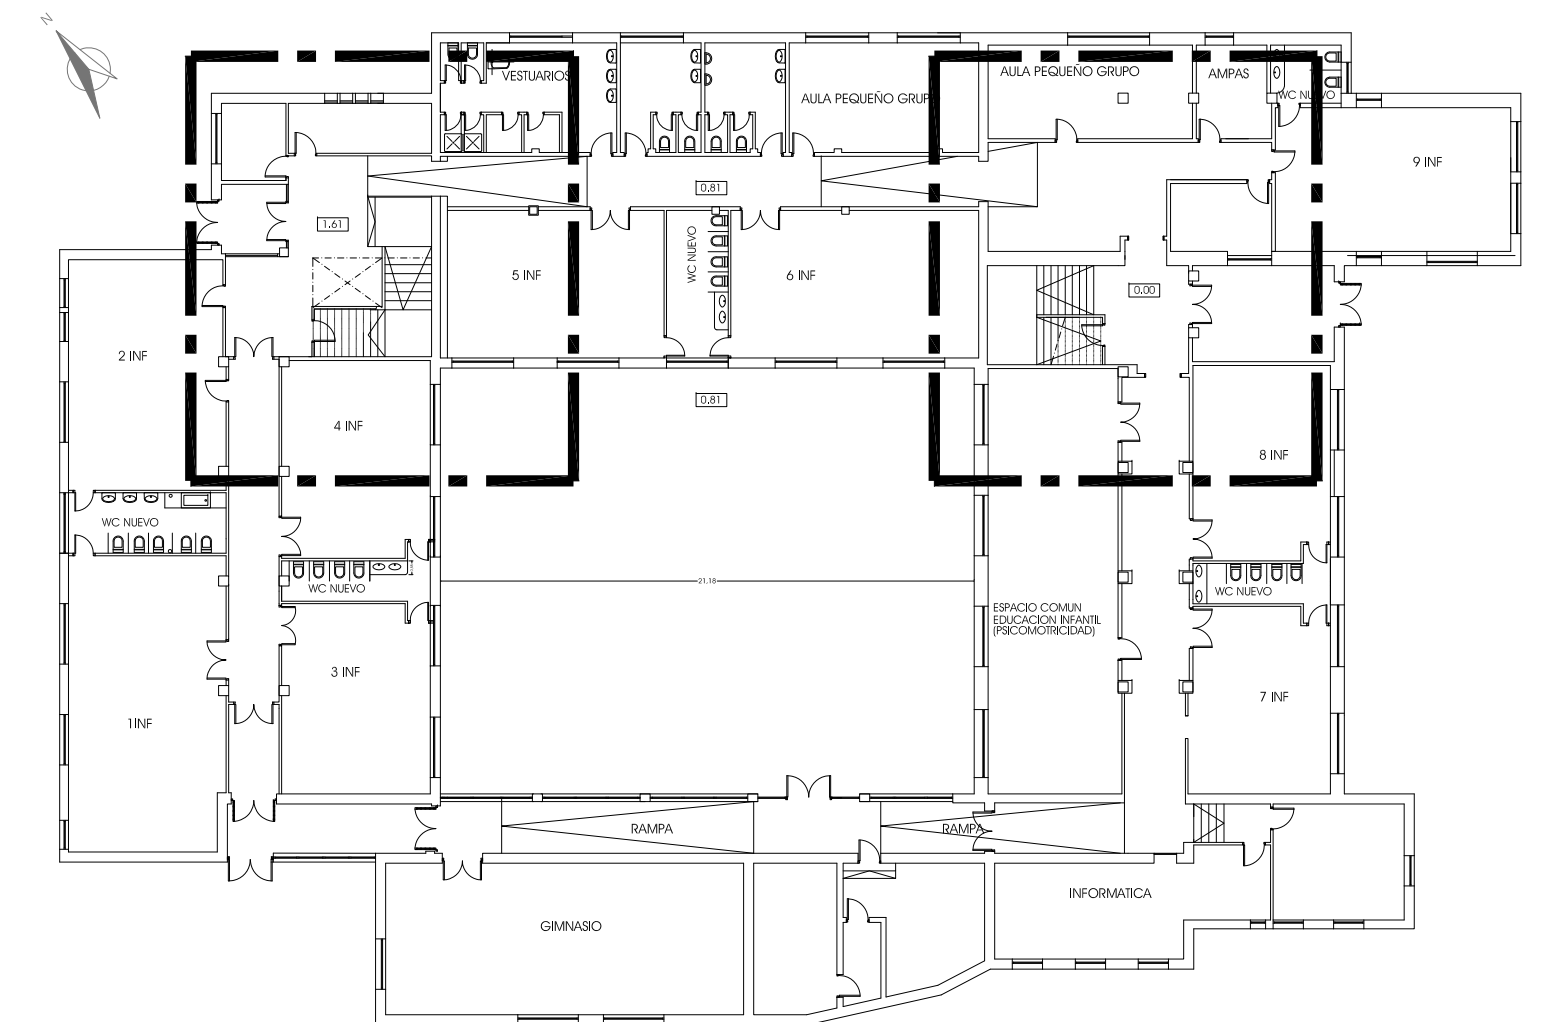 N
VESTUARIOS
AULA PEQUEÑO GRUP
AULA PEQUEÑO GRUPO
AMPAS
WC NUEVO
9 INF
0.81
1.61
5 INF
WC NUEVO
6 INF
0.00
2 INF
0.81
4 INF
8 INF
WC NUEVO
WC NUEVO
21,18
WC NUEVO
ESPACIO COMUN
EDUCACION INFANTIL
(PSICOMOTRICIDAD)
3 INF
7 INF
1INF
RAMPA
RAMPA
INFORMATICA
GIMNASIO